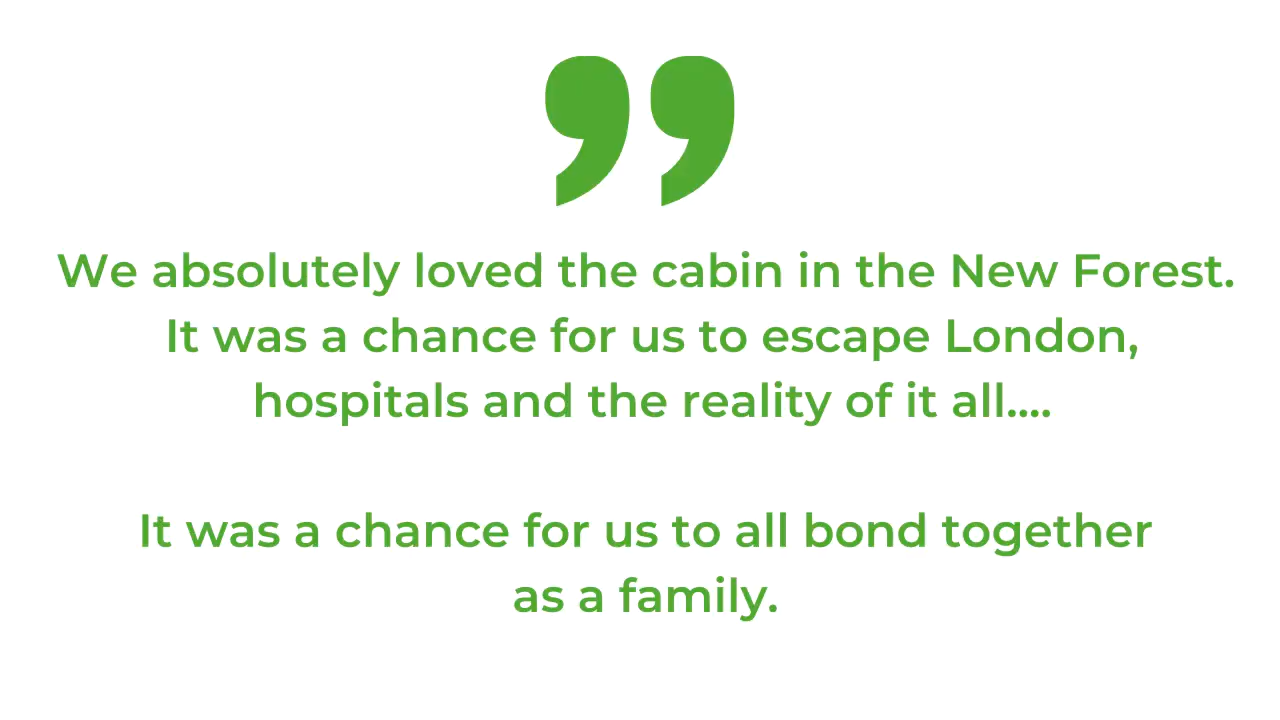 ”
We absolutely loved the cabin in the New Forest.
It was a chance for us to escape London,
hospitals and the reality of it all....
It was a chance for us to all bond together
as a family.